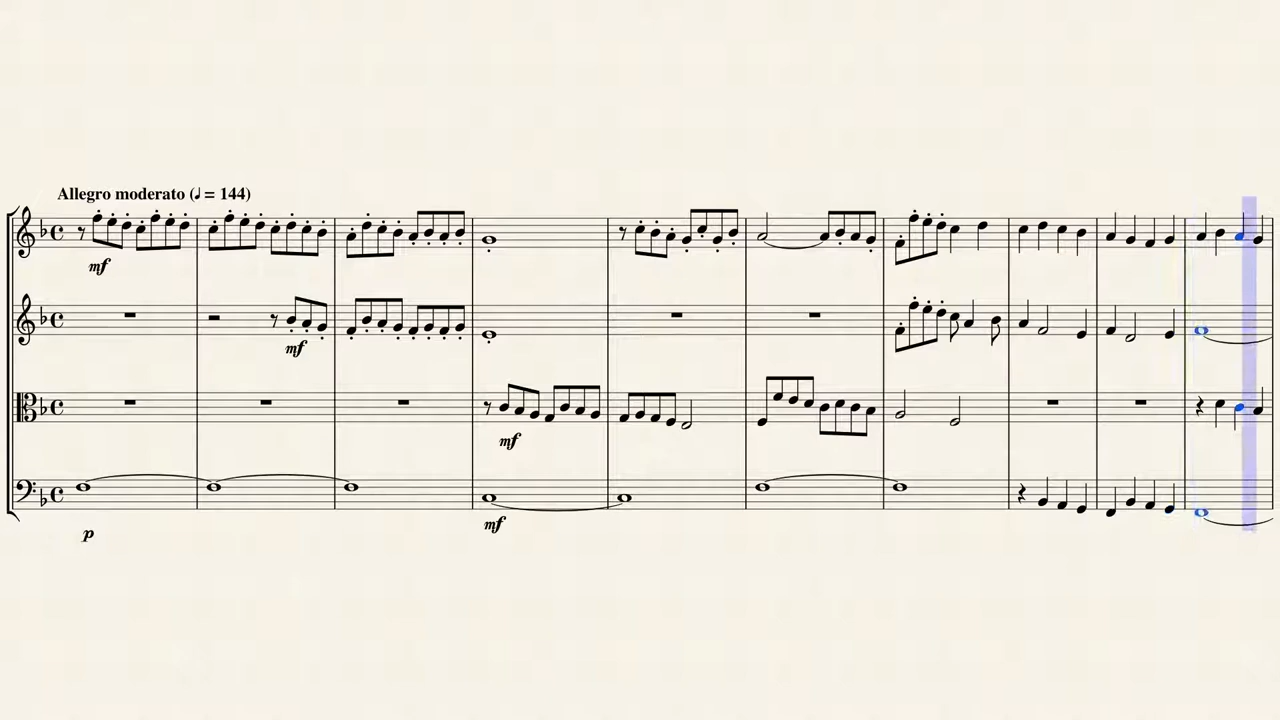 Allegro moderato (♩ = 144)
mf
mf
mf
p
mf